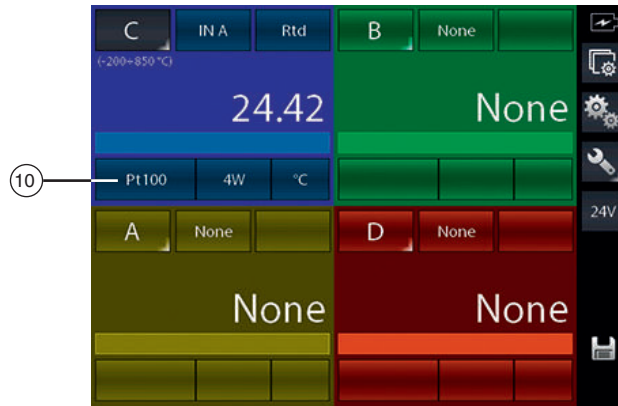 C IN A Rtd
(-200÷850 °C)
24.42
Pt100 4W °C
10
B None
None
A None
None
D None
None
24V